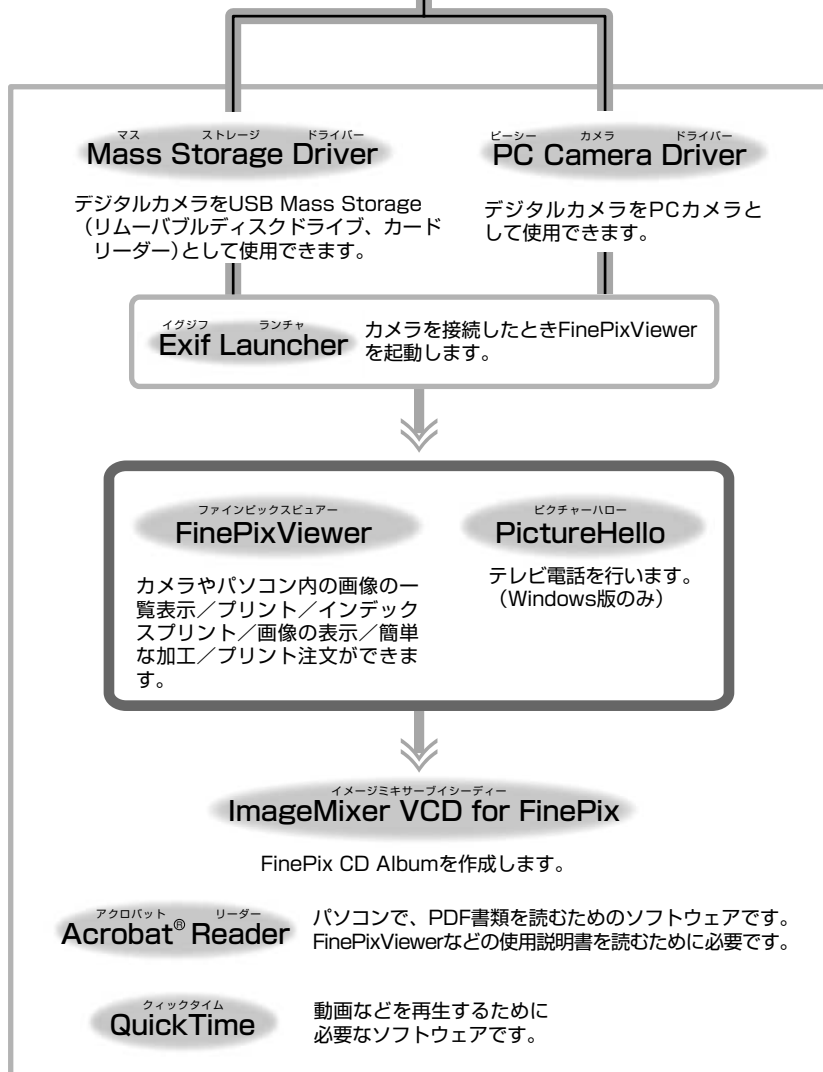 マス ストレージ ドライバー
Mass Storage Driver
デジタルカメラをUSB Mass Storage
（リムーバブルディスクドライブ、カード
リーダー）として使用できます。
ピーシー カメラ ドライバー
PC Camera Driver
デジタルカメラをPCカメラと
して使用できます。
イグジフ ランチャ
Exif Launcher
カメラを接続したときFinePixViewer
を起動します。
ファインピックスビュアー
FinePixViewer
カメラやパソコン内の画像の一
覧表示／プリント／インデック
スプリント／画像の表示／簡単
な加工／プリント注文ができま
す。
ピクチャーハロー
PictureHello
テレビ電話を行います。
（Windows版のみ）
イメージミキサーブイシーディー
ImageMixer VCD for FinePix
FinePix CD Albumを作成します。
アクロバット リーダー
Acrobat® Reader
パソコンで、PDF書類を読むためのソフトウェアです。
FinePixViewerなどの使用説明書を読むために必要です。
クィックタイム
QuickTime
動画などを再生するために
必要なソフトウェアです。